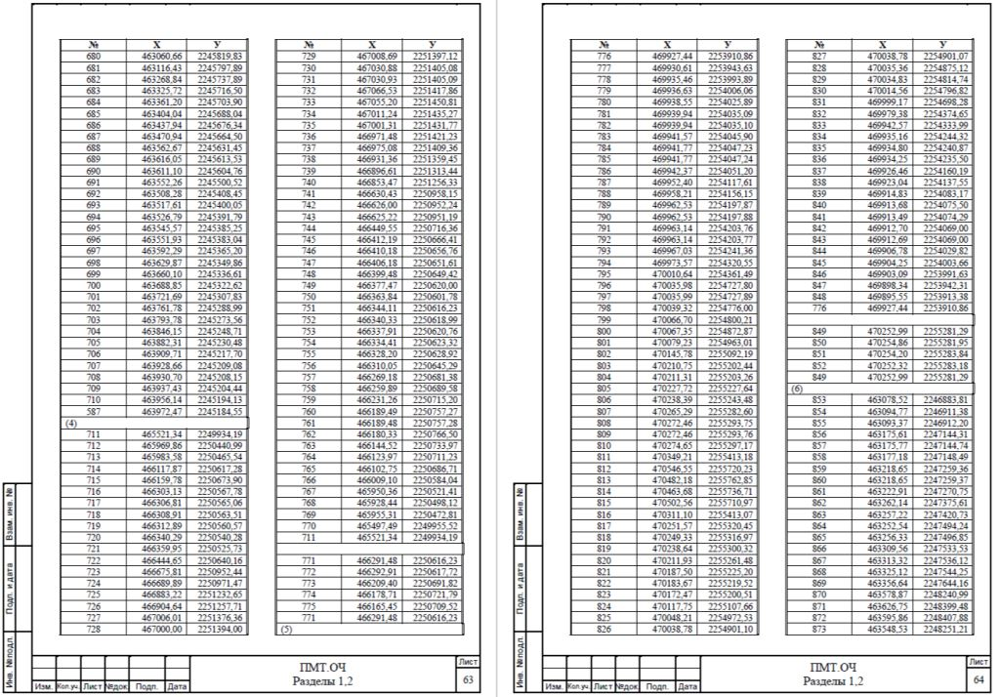 № X У
680 463060,66 2245819,83
681 463116,43 2245797,89
682 463268,84 2245737,89
683 463325,72 2245716,50
684 463361,20 2245703,90
685 463404,04 2245688,04
686 463437,94 2245676,34
687 463470,94 2245664,50
688 463562,67 2245631,45
689 463616,05 2245613,53
690 463611,10 2245604,76
691 463552,26 2245500,52
692 463508,28 2245408,45
693 463517,61 2245400,05
694 463526,79 2245391,79
695 463545,57 2245385,25
696 463551,93 2245383,04
697 463592,29 2245365,20
698 463629,87 2245349,86
699 463660,10 2245336,61
700 463688,85 2245322,62
701 463721,69 2245307,83
702 463761,78 2245288,99
703 463793,78 2245273,56
704 463846,15 2245248,71
705 463882,31 2245230,48
706 463909,71 2245217,70
707 463928,66 2245209,08
708 463930,70 2245208,15
709 463937,43 2245204,44
710 463956,14 2245194,13
587 463972,47 2245184,55
(4)
711 465521,34 2249934,19
712 465969,86 2250440,99
713 465983,58 2250465,54
714 466117,87 2250617,28
715 466159,78 2250673,90
716 466303,13 2250567,78
717 466306,81 2250565,06
718 466308,91 2250563,51
719 466312,89 2250560,57
720 466340,29 2250540,28
721 466359,95 2250525,73
722 466444,65 2250640,16
723 466675,81 2250952,44
724 466689,89 2250971,47
725 466883,22 2251232,65
726 466904,64 2251257,71
727 467006,01 2251376,36
728 467000,00 2251394,00
№ X У
729 467008,69 2251397,12
730 467030,88 2251405,08
731 467030,93 2251405,09
732 467066,53 2251417,86
733 467055,20 2251450,81
734 467011,24 2251435,27
735 467001,31 2251431,77
736 466971,48 2251421,23
737 466975,08 2251409,36
738 466931,36 2251359,45
739 466896,61 2251313,44
740 466853,47 2251256,33
741 466630,43 2250958,15
742 466626,00 2250952,24
743 466625,22 2250951,19
744 466449,55 2250716,36
745 466412,19 2250666,41
746 466410,18 2250656,76
747 466406,18 2250651,61
748 466399,48 2250649,42
749 466377,47 2250620,00
750 466363,84 2250601,78
751 466344,11 2250616,23
752 466340,33 2250618,99
753 466337,91 2250620,76
754 466334,41 2250623,32
755 466328,20 2250628,92
756 466310,05 2250645,29
757 466269,18 2250681,38
758 466259,89 2250689,58
759 466231,26 2250715,20
760 466189,49 2250757,27
761 466189,48 2250757,28
762 466180,33 2250766,50
763 466144,52 2250733,97
764 466123,97 2250711,23
765 466102,75 2250686,71
766 466009,10 2250584,04
767 465950,36 2250521,41
768 465928,44 2250498,12
769 465955,31 2250472,81
770 465497,49 2249955,52
711 465521,34 2249934,19
771 466291,48 2250616,23
772 466292,91 2250617,72
773 466209,40 2250691,82
774 466178,71 2250721,79
775 466165,45 2250709,52
771 466291,48 2250616,23
(5)
Взам. инв. №
Подп. и дата
Инв. №подл.
Изм. Кол.уч. Лист №док. Подп. Дата
ПМТ.ОЧ
Разделы 1,2
Лист
63
№ X У
776 469927,44 2253910,86
777 469930,61 2253943,63
778 469935,46 2253993,89
779 469936,63 2254006,06
780 469938,55 2254025,89
781 469939,94 2254035,09
782 469939,94 2254035,10
783 469941,57 2254045,90
784 469941,77 2254047,23
785 469941,77 2254047,24
786 469942,37 2254051,20
787 469952,40 2254117,61
788 469958,21 2254156,15
789 469962,53 2254197,87
790 469962,53 2254197,88
791 469963,14 2254203,76
792 469963,14 2254203,77
793 469967,03 2254241,36
794 469973,57 2254320,55
795 470010,64 2254361,49
796 470035,98 2254727,80
797 470035,99 2254727,89
798 470039,32 2254776,00
799 470066,70 2254800,21
800 470067,35 2254872,87
801 470079,23 2254963,01
802 470145,78 2255092,19
803 470210,75 2255202,44
804 470211,31 2255203,26
805 470227,72 2255227,64
806 470238,39 2255243,48
807 470265,29 2255282,60
808 470272,46 2255293,75
809 470272,46 2255293,76
810 470274,65 2255297,17
811 470349,21 2255413,18
812 470546,55 2255720,23
813 470482,18 2255762,85
814 470463,68 2255736,71
815 470502,56 2255710,97
816 470311,10 2255413,07
817 470251,57 2255320,45
818 470249,33 2255316,97
819 470238,64 2255300,32
820 470211,93 2255261,48
821 470187,50 2255225,20
822 470183,67 2255219,52
823 470172,47 2255200,51
824 470117,75 2255107,66
825 470048,21 2254972,53
826 470038,78 2254901,10
№ X У
827 470038,78 2254901,07
828 470035,36 2254875,12
829 470034,83 2254814,74
830 470014,56 2254796,82
831 469999,17 2254698,28
832 469979,38 2254374,65
833 469942,57 2254333,99
834 469935,16 2254244,32
835 469934,80 2254240,87
836 469934,25 2254235,50
837 469926,46 2254160,19
838 469923,04 2254137,55
839 469914,83 2254083,17
840 469913,68 2254075,50
841 469913,49 2254074,29
842 469912,70 2254069,00
843 469912,69 2254069,00
844 469906,78 2254029,82
845 469904,25 2254003,66
846 469903,09 2253991,63
847 469898,34 2253942,31
848 469895,55 2253913,38
776 469927,44 2253910,86
849 470252,99 2255281,29
850 470254,86 2255281,95
851 470254,20 2255283,84
852 470252,32 2255283,18
849 470252,99 2255281,29
(6)
853 463078,52 2246883,81
854 463094,77 2246911,38
855 463093,37 2246912,20
856 463175,61 2247144,31
857 463175,77 2247144,74
858 463177,18 2247148,49
859 463218,65 2247259,36
860 463218,65 2247259,37
861 463222,91 2247270,75
862 463262,14 2247375,61
863 463257,22 2247420,73
864 463252,54 2247494,24
865 463256,33 2247496,85
866 463309,56 2247533,53
867 463313,32 2247536,12
868 463325,12 2247544,25
869 463356,64 2247644,16
870 463578,87 2248240,99
871 463626,75 2248399,48
872 463595,86 2248407,88
873 463548,53 2248251,21
Взам. инв. №
Подп. и дата
Инв. №подл.
Изм. Кол.уч. Лист №док. Подп. Дата
ПМТ.ОЧ
Разделы 1,2
Лист
64